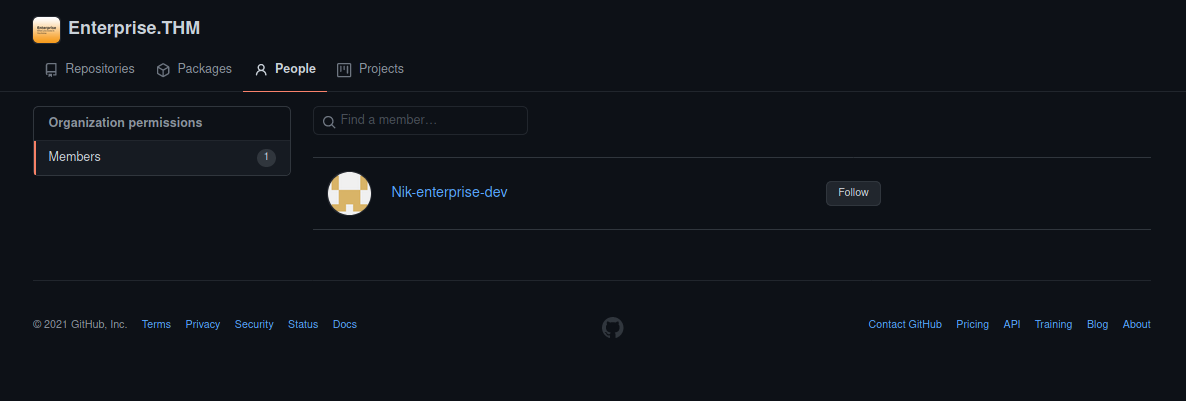 Enterprise.THM
Repositories Packages People Projects
Organization permissions
Members 1
Find a member...
Nik-enterprise-dev Follow
© 2021 GitHub, Inc. Terms Privacy Security Status Docs Contact GitHub Pricing API Training Blog About